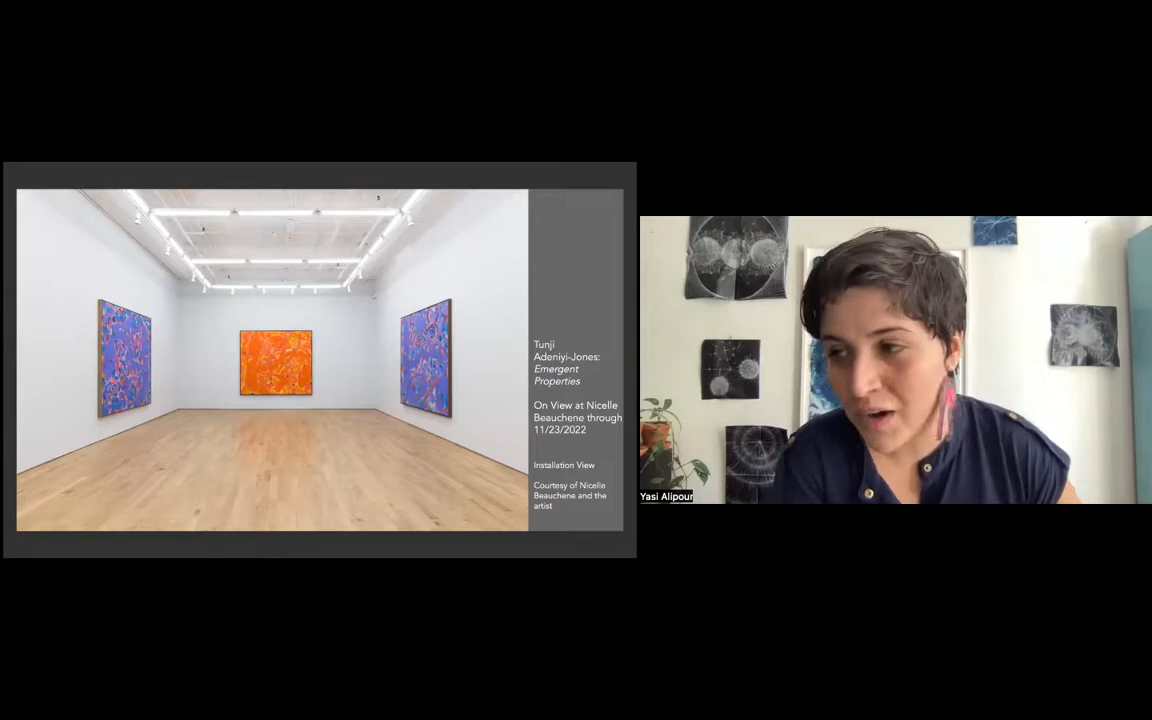 Tunji
Adeniyi-Jones:
Emergent
Properties
On View at Nicelle
Beauchene through
11/23/2022
Installation View
Courtesy of Nicelle
Beauchene and the
artist
Yasi Alipour